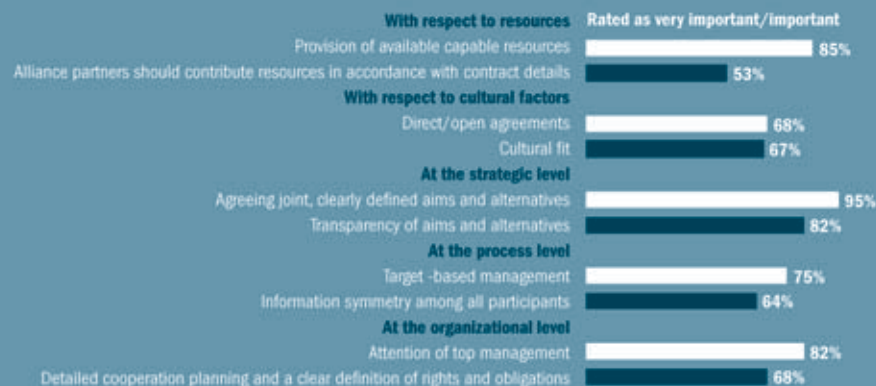 With respect to resources Rated as very important/important
Provision of available capable resources 85%
Alliance partners should contribute resources in accordance with contract details 53%
With respect to cultural factors
Direct/open agreements 68%
Cultural fit 67%
At the strategic level
Agreeing joint, clearly defined aims and alternatives 95%
Transparency of aims and alternatives 82%
At the process level
Target -based management 75%
Information symmetry among all participants 64%
At the organizational level
Attention of top management 82%
Detailed cooperation planning and a clear definition of rights and obligations 68%